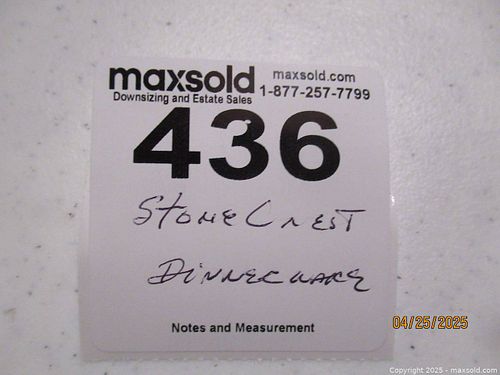 maxsold
maxsold.com
Downsizing and Estate Sales
1-877-257-7799
436
StoneCrest
Dinnerware
Notes and Measurement
04/25/2025
Copyright 2025 - maxsold.com